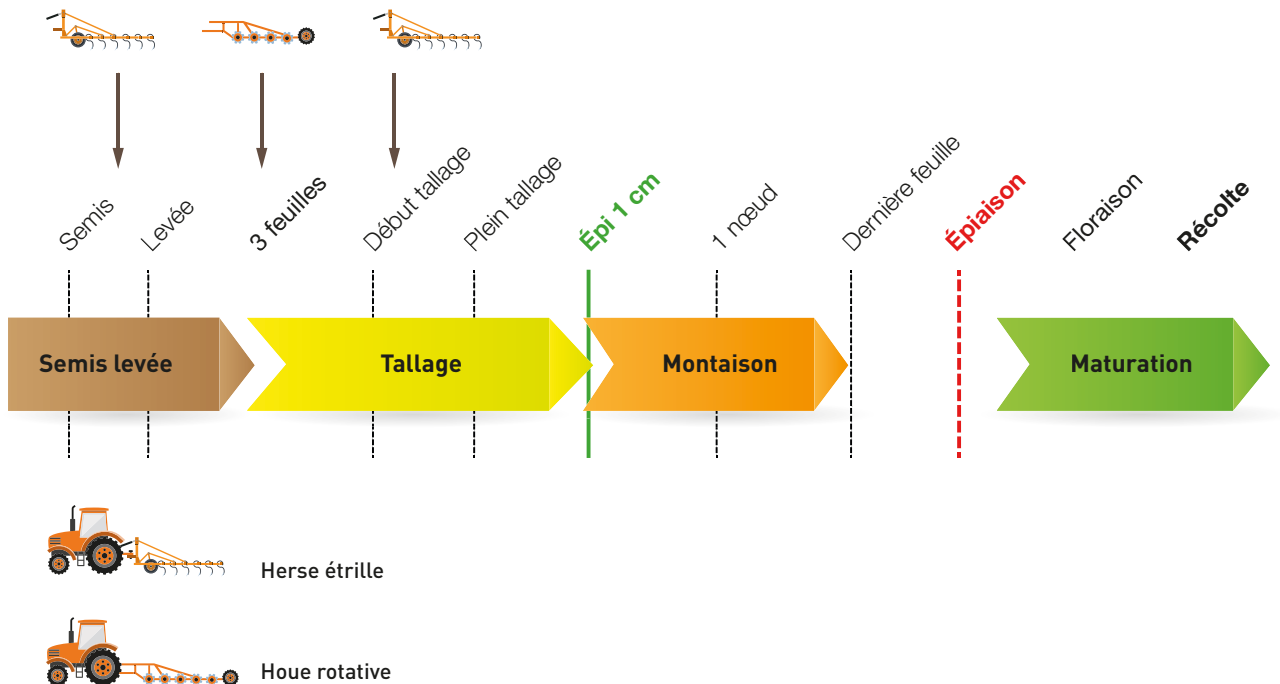 Semis
Levée
3 feuilles
Début tallage
Plein tallage
Épi 1 cm
1 nœud
Dernière feuille
Épiaison
Floraison
Récolte
Semis levée
Tallage
Montaison
Maturation
Herse étrille
Houe rotative